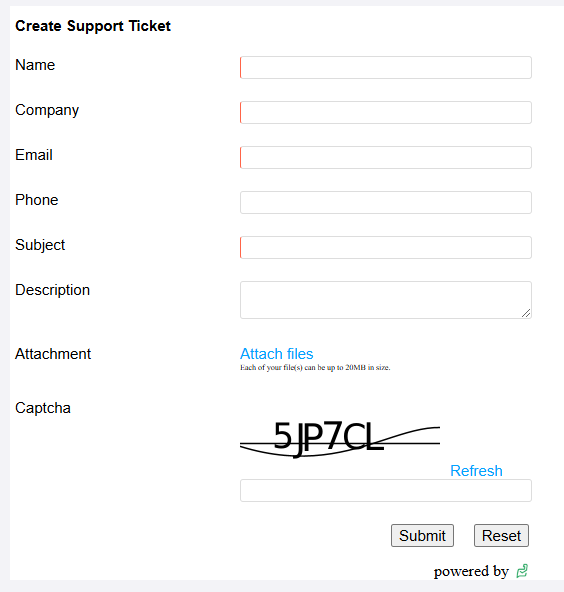 Create Support Ticket
Name
Company
Email
Phone
Subject
Description
Attachment
Attach files
Each of your file(s) can be up to 20MB in size.
Captcha
5JP7CL
Refresh
Submit Reset
powered by